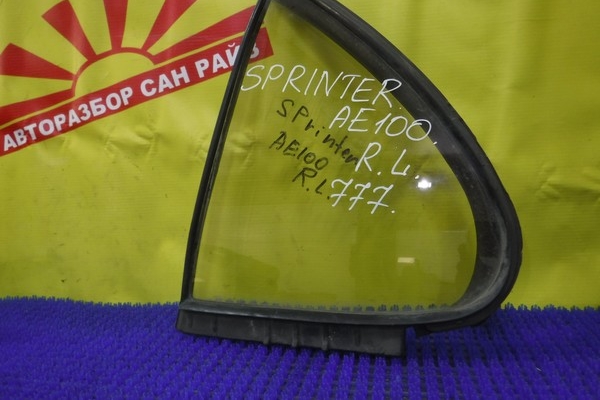 АВТОРАЗБОР САН РАЙЗ
SPRINTER.
AE100.
R.L.
777.
Sprinter
AE100
R.L.